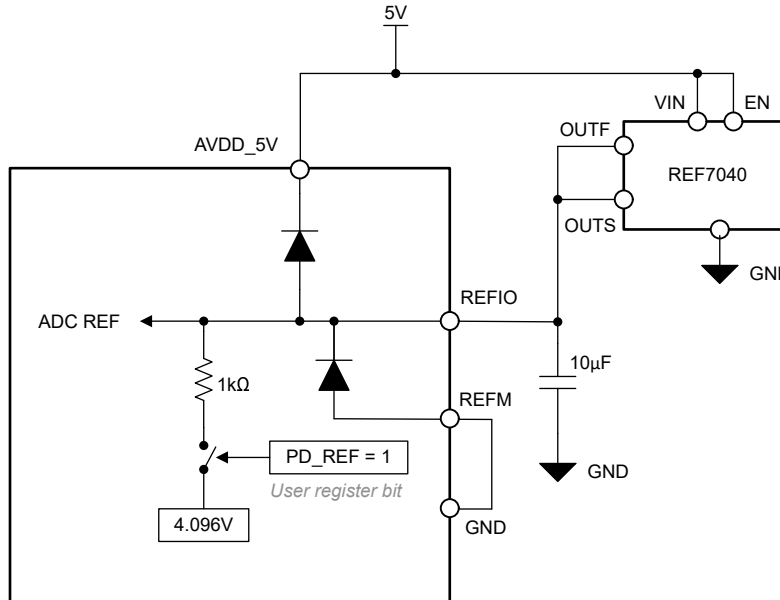 5V
VIN
EN
OUTF
AVDD_5V
REF7040
OUTS
GN
REFIO
ADC REF
10µF
1kΩ
REFM
PD_REF = 1
GND
User register bit
4.096V
GND